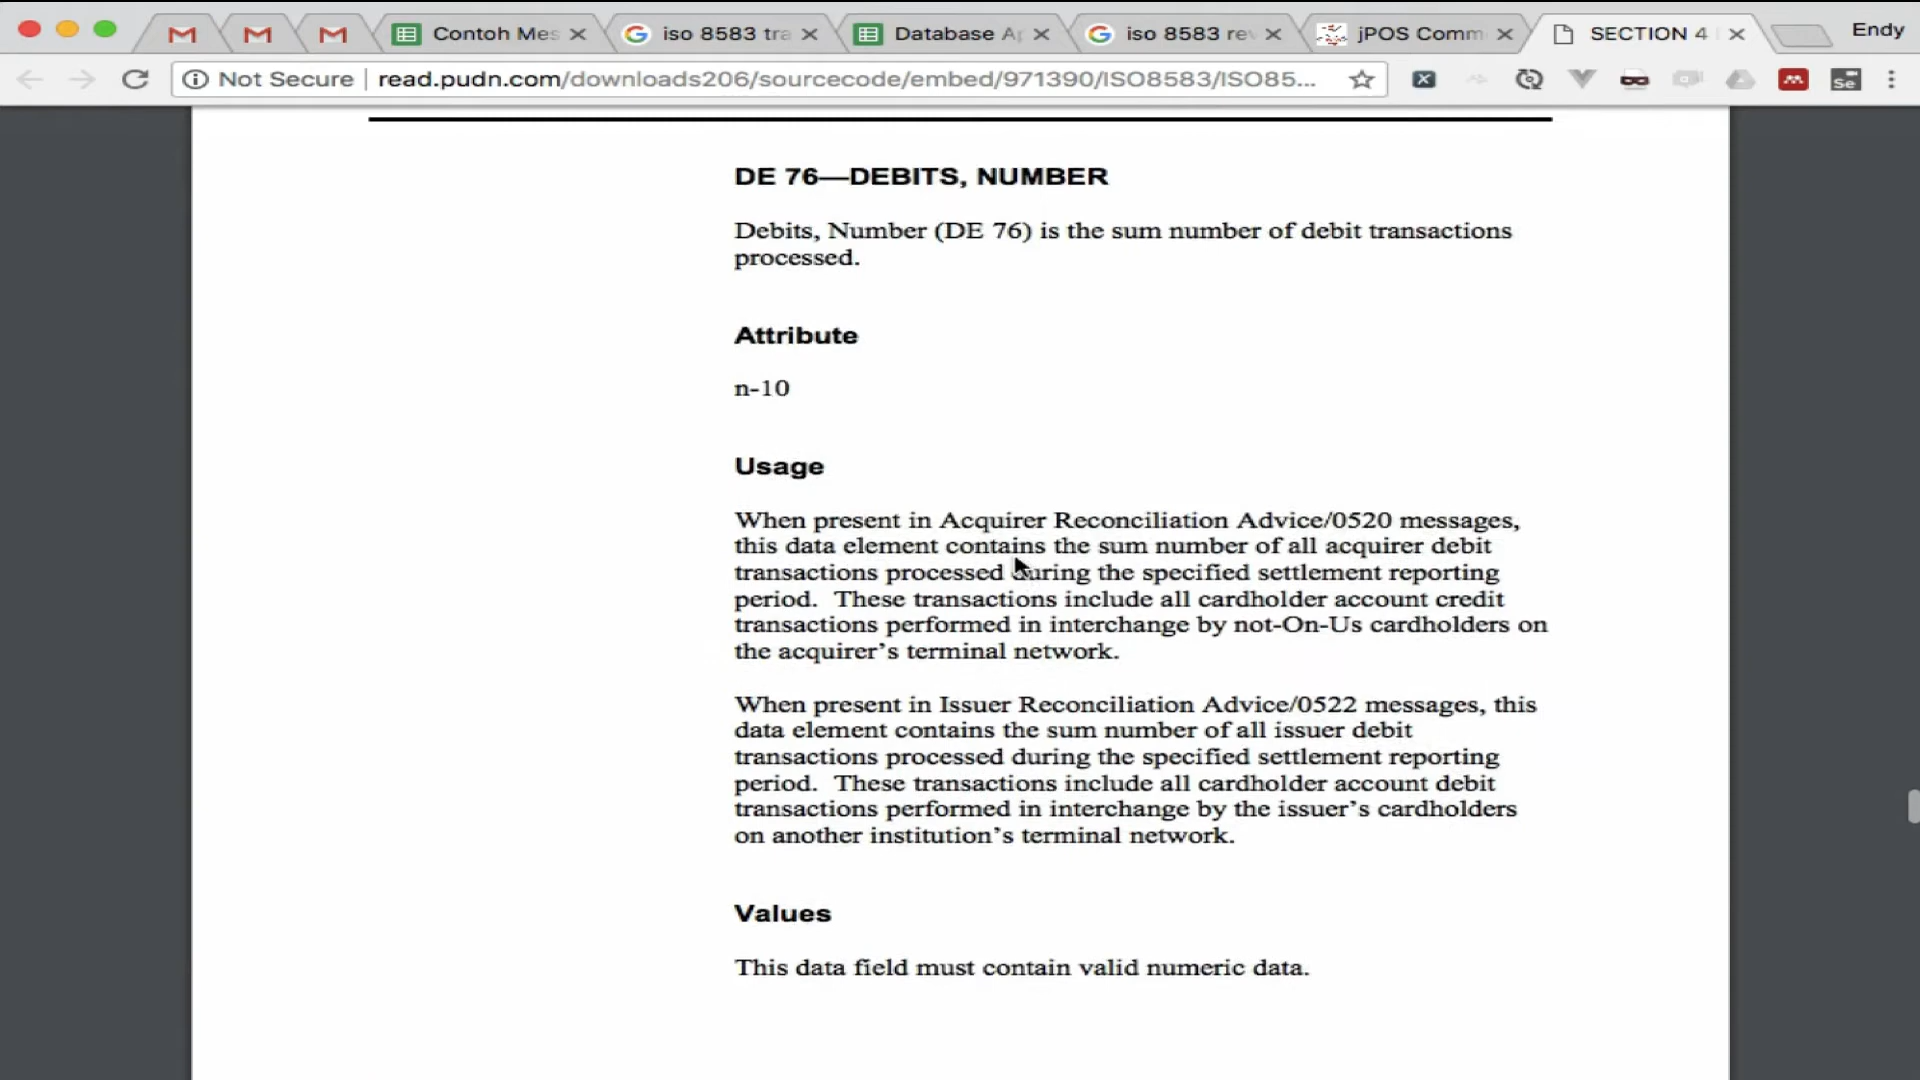 Contoh Mes
iso 8583 tra
Database Ap
iso 8583 rev
jPOS Comm
SECTION 4
Endy
Not Secure
read.pudn.com/downloads206/sourcecode/embed/971390/ISO8583/ISO85...
Se
DE 76—DEBITS, NUMBER
Debits, Number (DE 76) is the sum number of debit transactions
processed.
Attribute
n-10
Usage
When present in Acquirer Reconciliation Advice/0520 messages,
this data element contains the sum number of all acquirer debit
transactions processed during the specified settlement reporting
period. These transactions include all cardholder account credit
transactions performed in interchange by not-On-Us cardholders on
the acquirer's terminal network.
When present in Issuer Reconciliation Advice/0522 messages, this
data element contains the sum number of all issuer debit
transactions processed during the specified settlement reporting
period. These transactions include all cardholder account debit
transactions performed in interchange by the issuer's cardholders
on another institution's terminal network.
Values
This data field must contain valid numeric data.